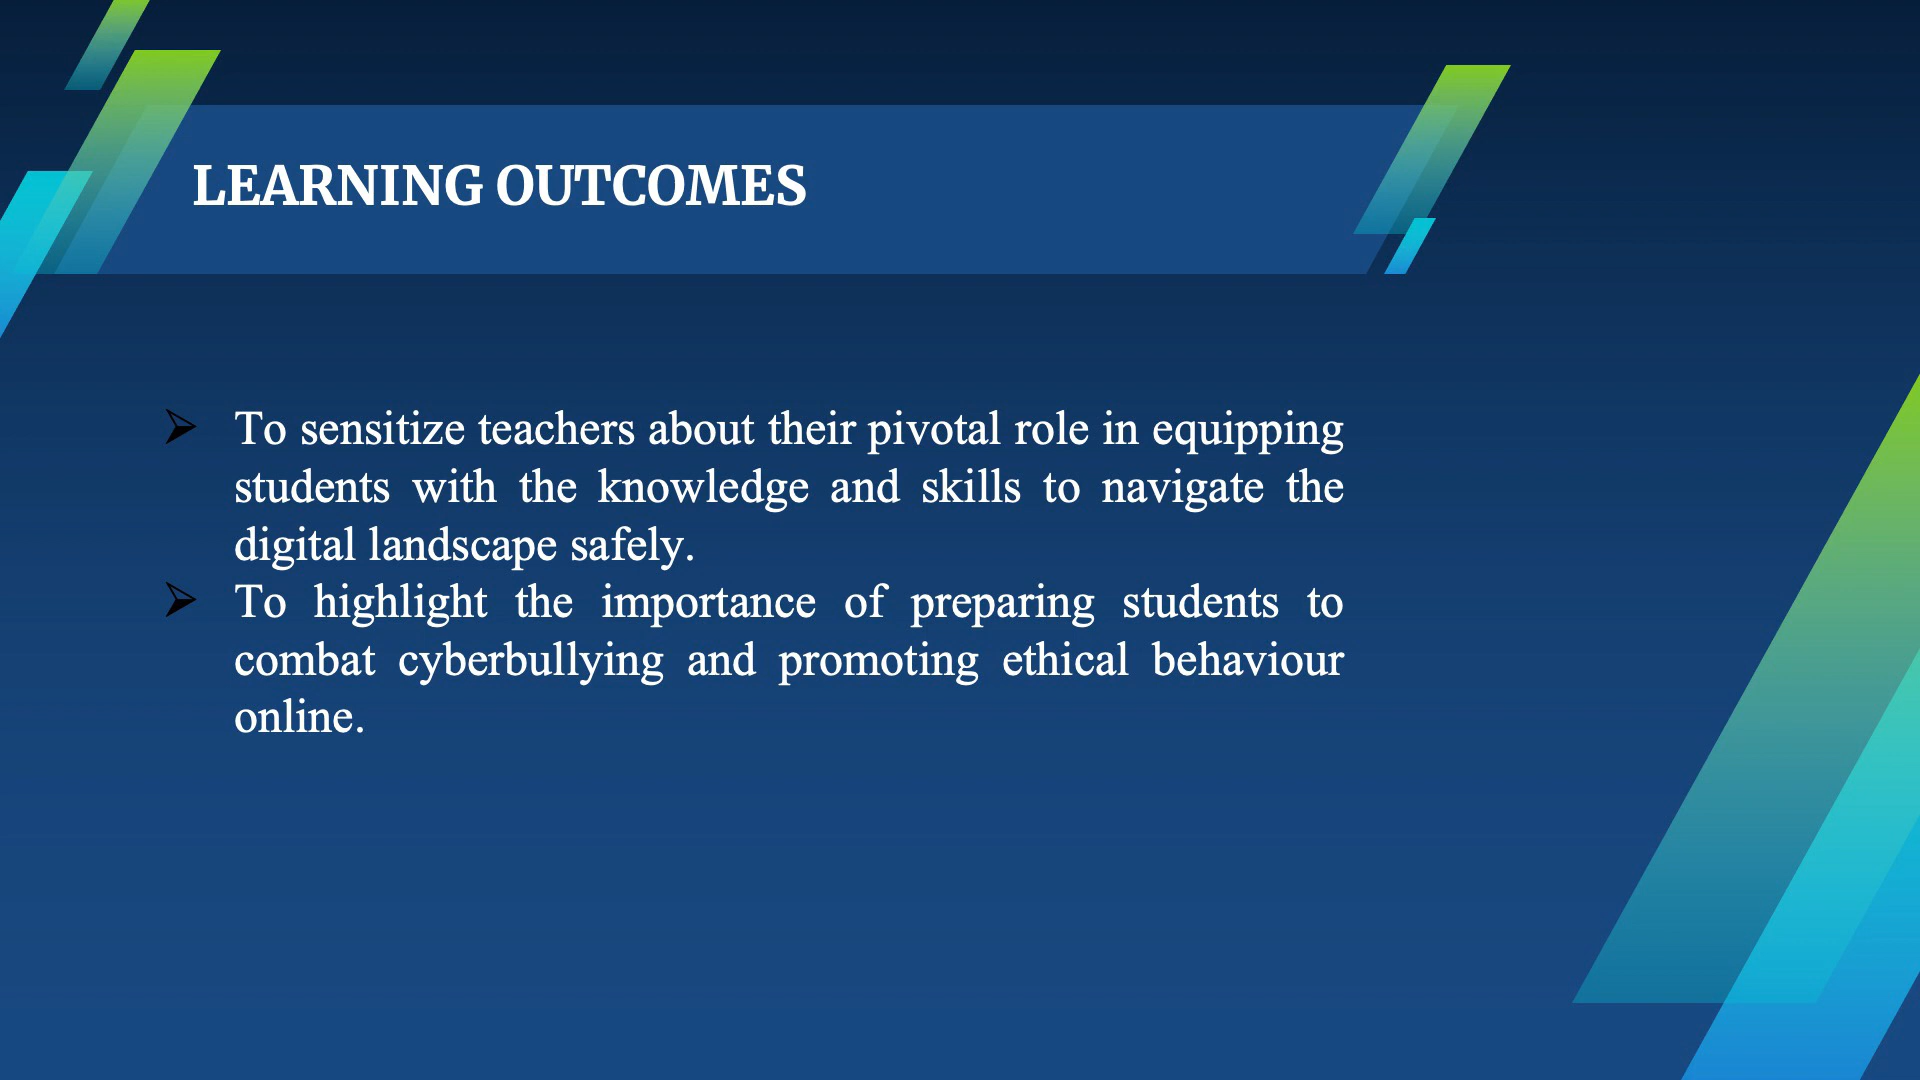 LEARNING OUTCOMES
To sensitize teachers about their pivotal role in equipping
students with the knowledge and skills to navigate the
digital landscape safely.
To highlight the importance of preparing students to
combat cyberbullying and promoting ethical behaviour
online.